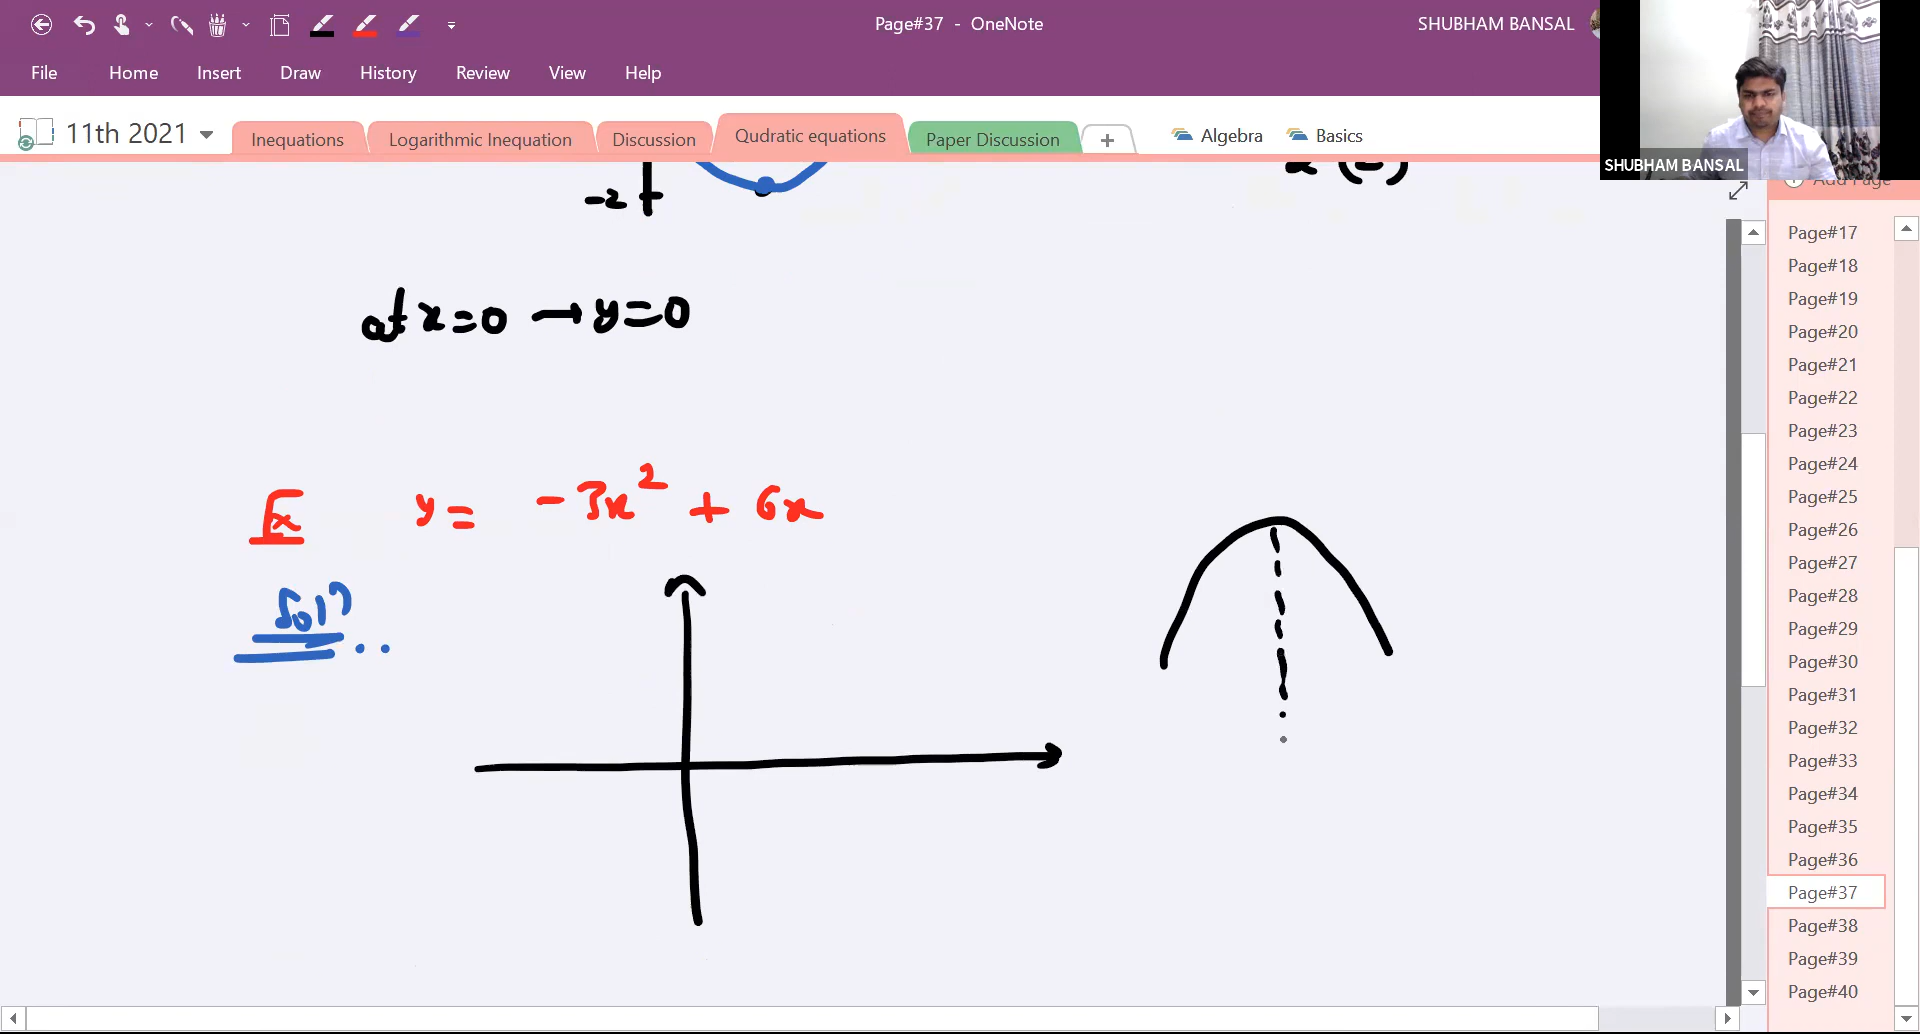 Page#37 - OneNote
SHUBHAM BANSAL
File Home Insert Draw History Review View Help
11th 2021
Inequations
Logarithmic Inequation
Discussion
Qudratic equations
Paper Discussion
+
Algebra
Basics
SHUBHAM BANSAL
Add Page
-2
at x=0 → y=0
Ex y = -3x² + 6x
Solⁿ
Page#17
Page#18
Page#19
Page#20
Page#21
Page#22
Page#23
Page#24
Page#25
Page#26
Page#27
Page#28
Page#29
Page#30
Page#31
Page#32
Page#33
Page#34
Page#35
Page#36
Page#37
Page#38
Page#39
Page#40